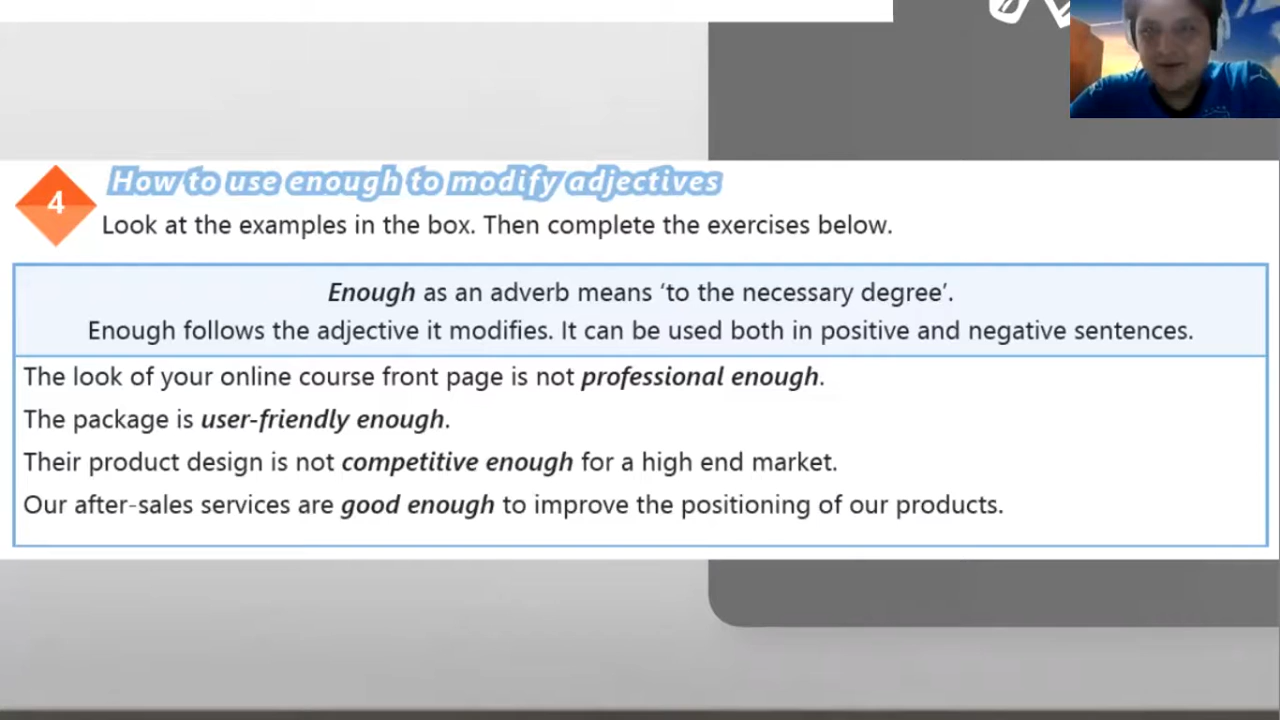 4
How to use enough to modify adjectives
Look at the examples in the box. Then complete the exercises below.
Enough as an adverb means ‘to the necessary degree’.
Enough follows the adjective it modifies. It can be used both in positive and negative sentences.
The look of your online course front page is not professional enough.
The package is user-friendly enough.
Their product design is not competitive enough for a high end market.
Our after-sales services are good enough to improve the positioning of our products.